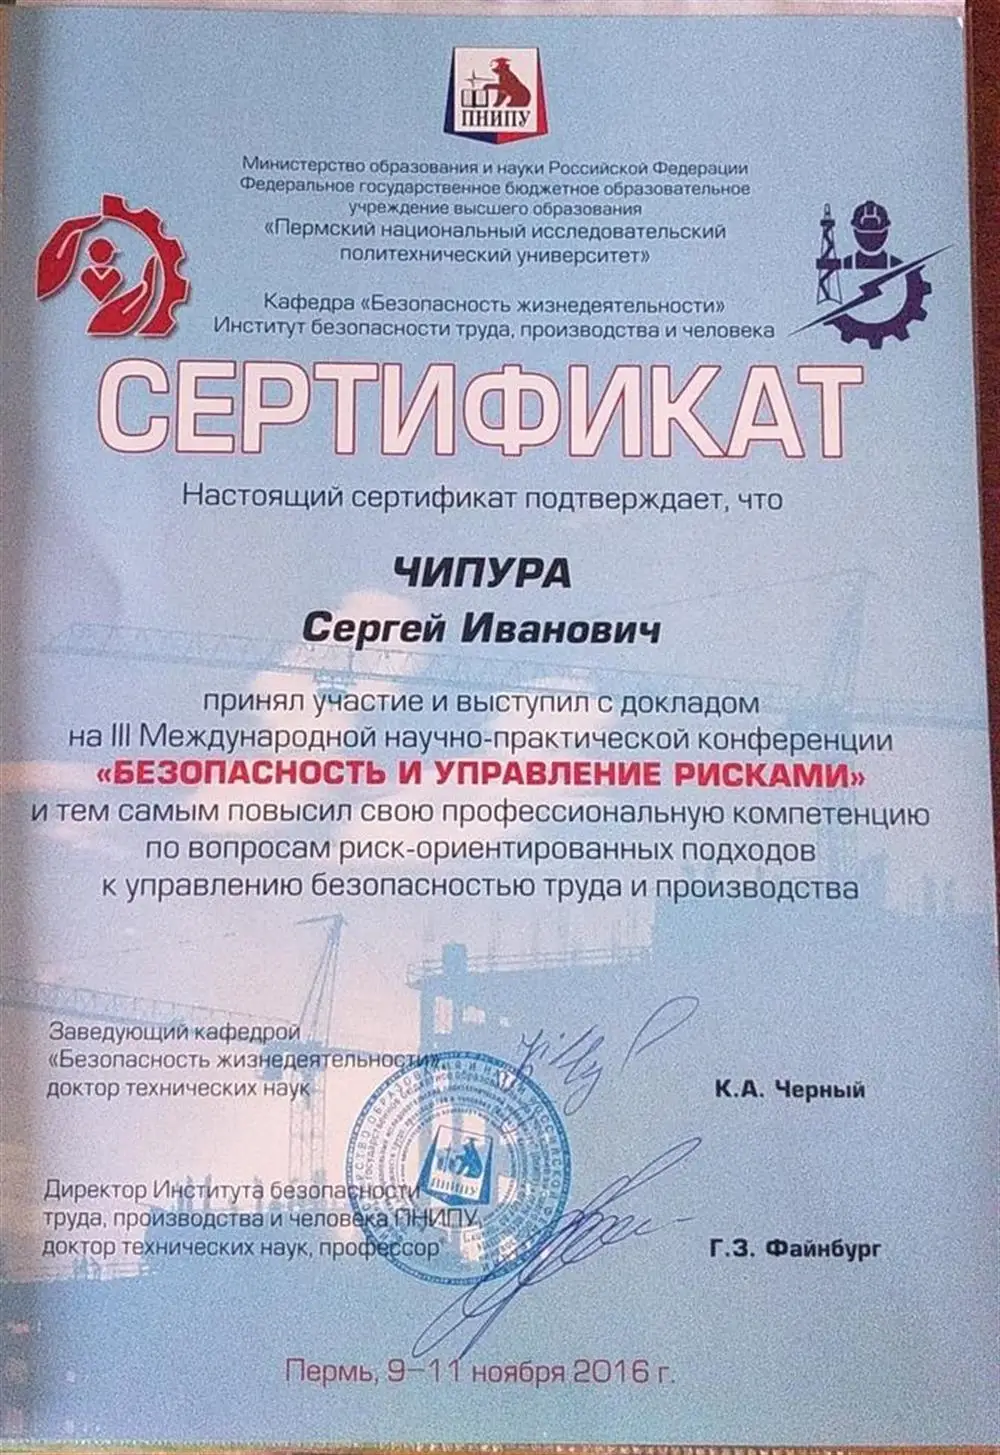 ПНИПУ
Министерство образования и науки Российской Федерации
Федеральное государственное бюджетное образовательное
учреждение высшего образования
«Пермский национальный исследовательский
политехнический университет»
Кафедра «Безопасность жизнедеятельности»
Институт безопасности труда, производства и человека
СЕРТИФИКАТ
Настоящий сертификат подтверждает, что
ЧИПУРА
Сергей Иванович
принял участие и выступил с докладом
на III Международной научно-практической конференции
«БЕЗОПАСНОСТЬ И УПРАВЛЕНИЕ РИСКАМИ»
и тем самым повысил свою профессиональную компетенцию
по вопросам риск-ориентированных подходов
к управлению безопасностью труда и производства
Заведующий кафедрой
«Безопасность жизнедеятельности»
доктор технических наук
К.А. Черный
Директор Института безопасности
труда, производства и человека ПНИПУ,
доктор технических наук, профессор
Г.З. Файнбург
ПНИПУ
Пермь, 9–11 ноября 2016 г.